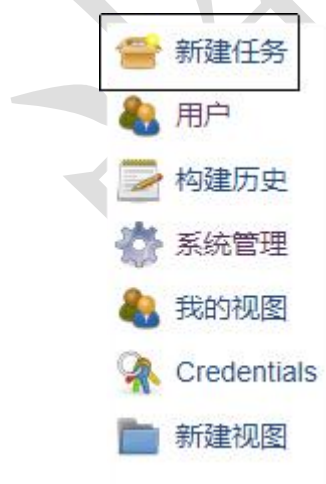 新建任务
用户
构建历史
系统管理
我的视图
Credentials
新建视图